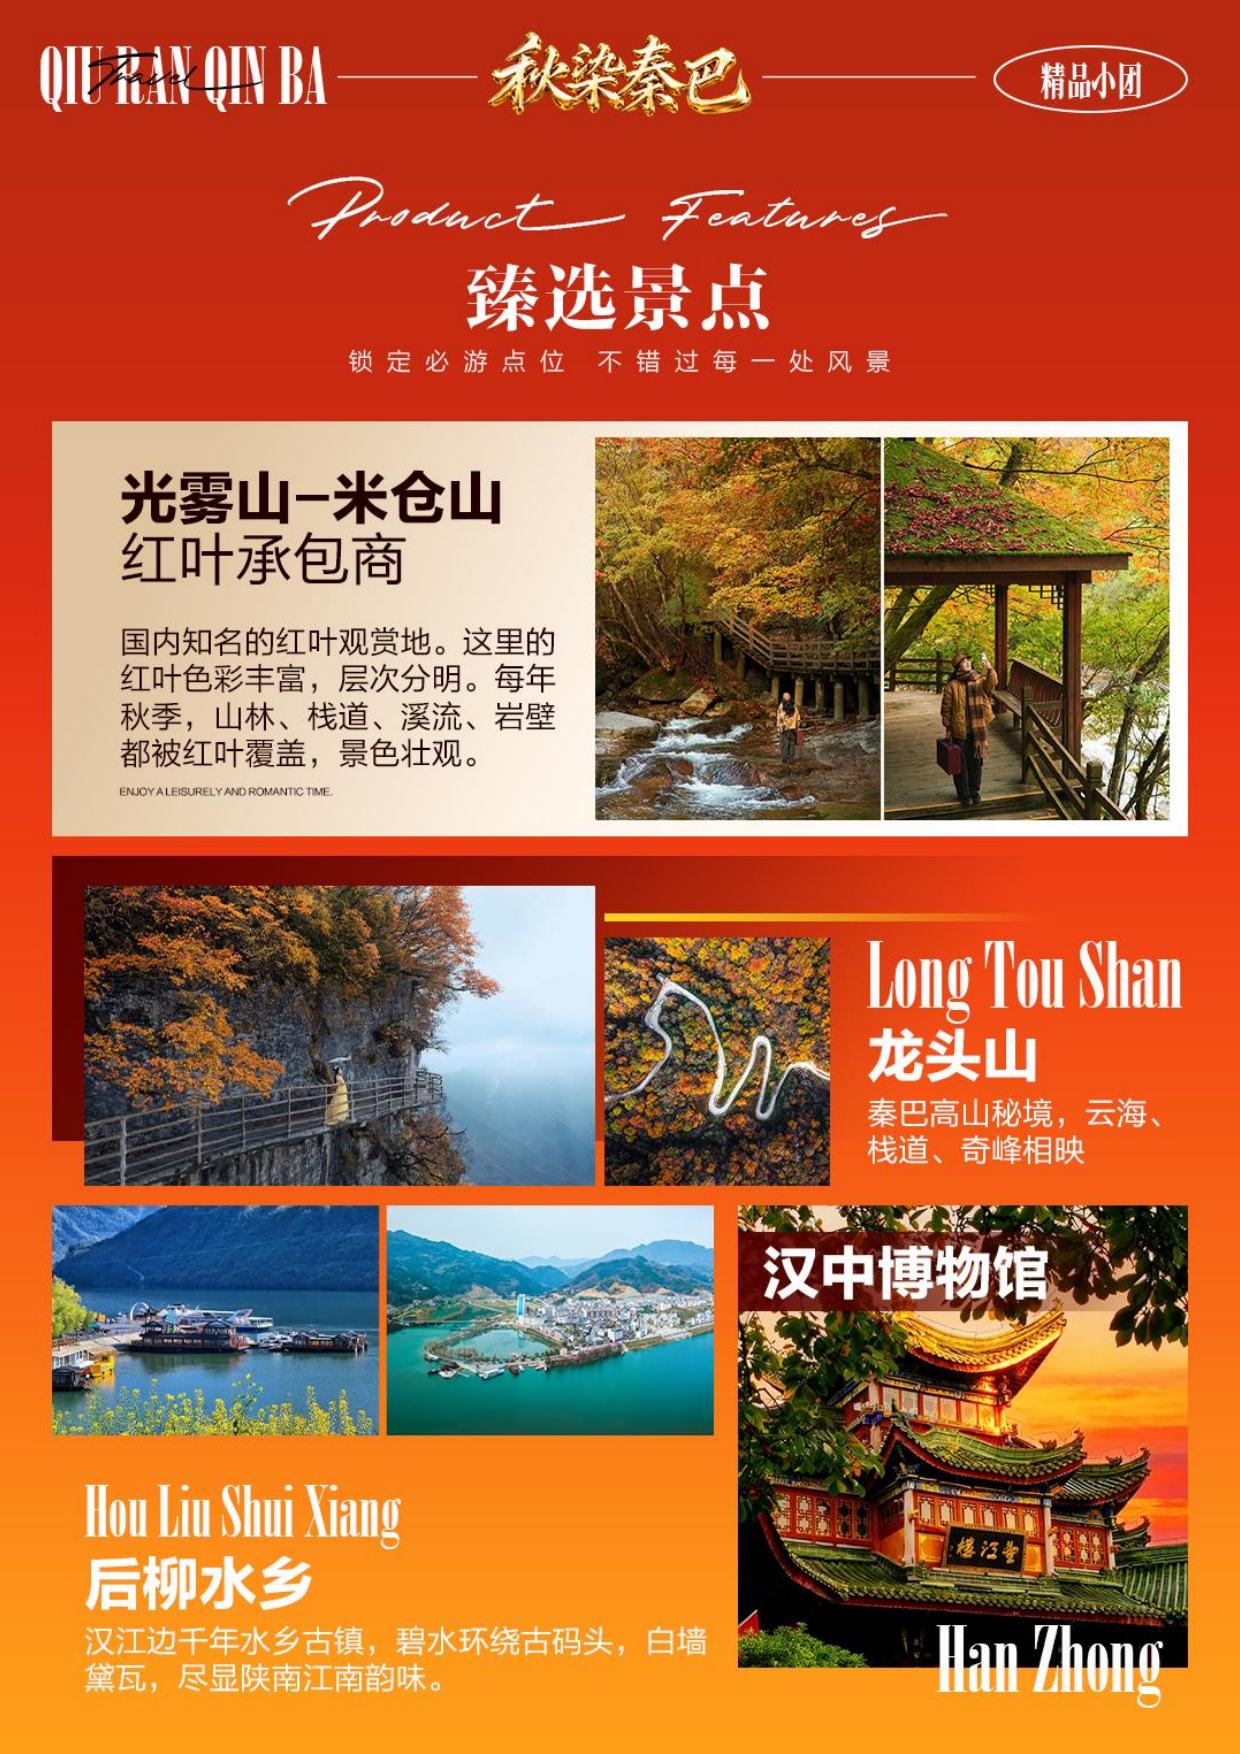 QIU RAN QIN BA
Travel
秋染秦巴
精品小团
Product Features
臻选景点
锁定必游点位 不错过每一处风景
光雾山–米仓山
红叶承包商
国内知名的红叶观赏地。这里的
红叶色彩丰富，层次分明。每年
秋季，山林、栈道、溪流、岩壁
都被红叶覆盖，景色壮观。
ENJOY A LEISURELY AND ROMANTIC TIME.
Long Tou Shan
龙头山
秦巴高山秘境，云海、
栈道、奇峰相映
汉中博物馆
樓江望
Han Zhong
Hou Liu Shui Xiang
后柳水乡
汉江边千年水乡古镇，碧水环绕古码头，白墙
黛瓦，尽显陕南江南韵味。